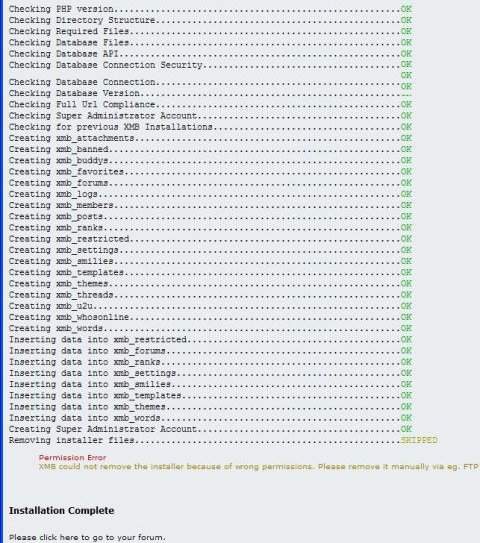 Checking PHP version......................................................OK
Checking Directory Structure..............................................OK
Checking Required Files...................................................OK
Checking Database Files...................................................OK
Checking Database API.....................................................OK
Checking Database Connection Security.....................................OK
OK
Checking Database Connection..............................................
OK
Checking Database Version.................................................
Checking Full Url Compliance..............................................OK
Checking Super Administrator Account......................................OK
Checking for previous XMB Installations...................................OK
Creating xmb_attachments..................................................OK
Creating xmb_banned.......................................................OK
Creating xmb_buddys.......................................................OK
Creating xmb_favorites....................................................OK
Creating xmb_forums.......................................................OK
Creating xmb_logs.........................................................OK
Creating xmb_members......................................................OK
Creating xmb_posts........................................................OK
Creating xmb_ranks........................................................OK
Creating xmb_restricted...................................................OK
Creating xmb_settings.....................................................OK
Creating xmb_smilies......................................................OK
Creating xmb_templates....................................................OK
Creating xmb_themes.......................................................OK
Creating xmb_threads......................................................OK
Creating xmb_u2u..........................................................OK
Creating xmb_whosonline...................................................OK
Creating xmb_words........................................................OK
Inserting data into xmb_restricted........................................OK
Inserting data into xmb_forums............................................OK
Inserting data into xmb_ranks.............................................OK
Inserting data into xmb_settings..........................................OK
Inserting data into xmb_smilies...........................................OK
Inserting data into xmb_templates.........................................OK
Inserting data into xmb_themes............................................OK
Inserting data into xmb_words.............................................OK
Creating Super Administrator Account......................................OK
Removing installer files..................................................SKIPPED
Permission Error
XMB could not remove the installer because of wrong permissions. Please remove it manually via eg. FTP
Installation Complete
Please click here to go to your forum.